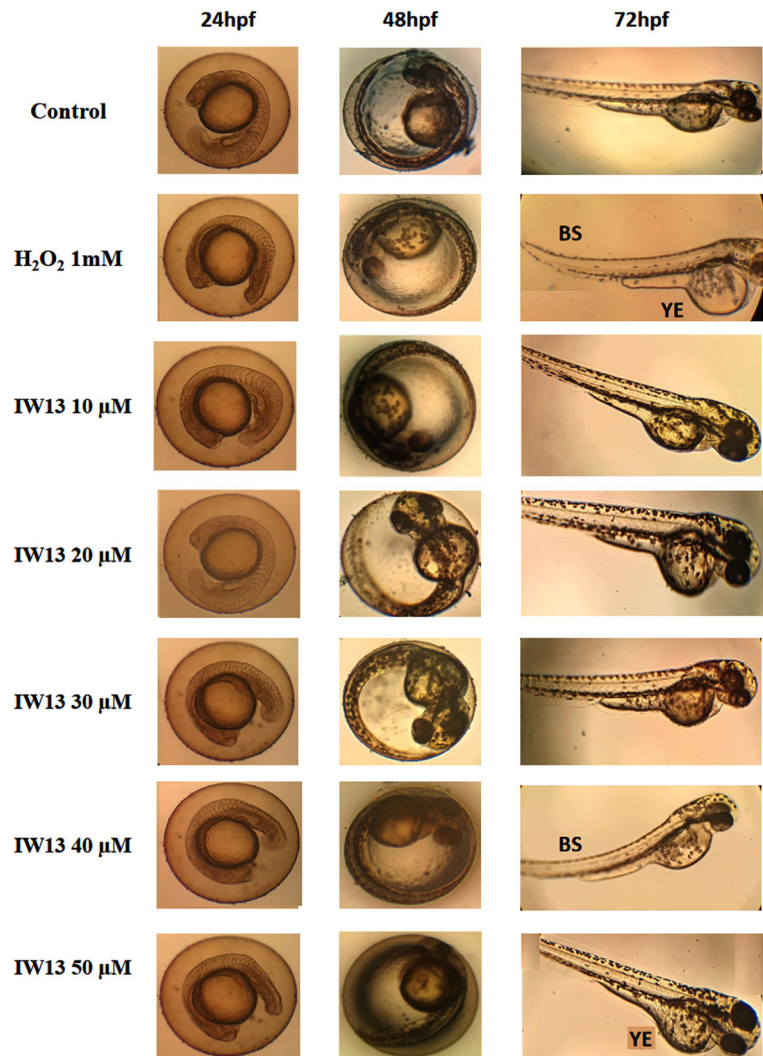 24hpf 48hpf 72hpf
Control
H₂O₂ 1mM
BS
YE
IW13 10 µM
IW13 20 µM
IW13 30 µM
IW13 40 µM
BS
IW13 50 µM
YE